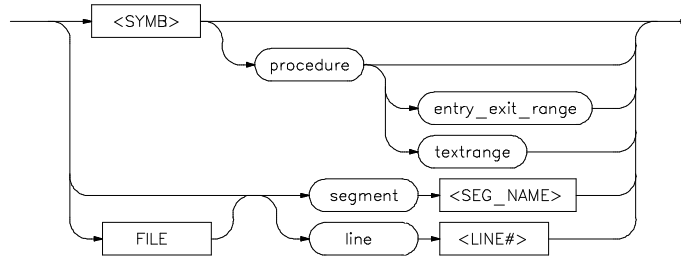 <SYMB>
procedure
entry_exit_range
textrange
segment <SEG_NAME>
FILE line <LINE#>